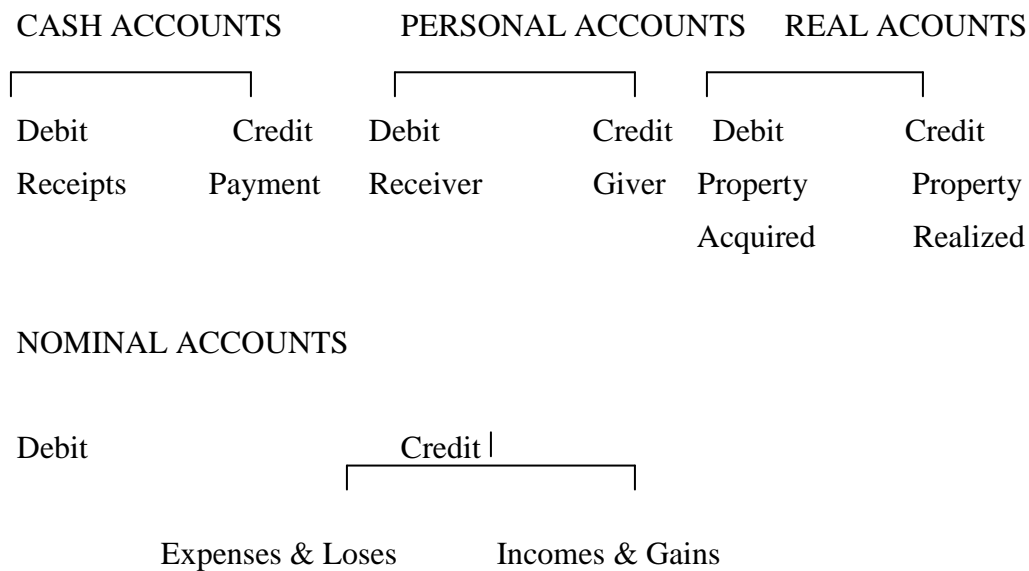 CASH ACCOUNTS PERSONAL ACCOUNTS REAL ACOUNTS
Debit Credit Debit Credit Debit Credit
Receipts Payment Receiver Giver Property Property
Acquired Realized
NOMINAL ACCOUNTS
Debit Credit
Expenses & Loses Incomes & Gains